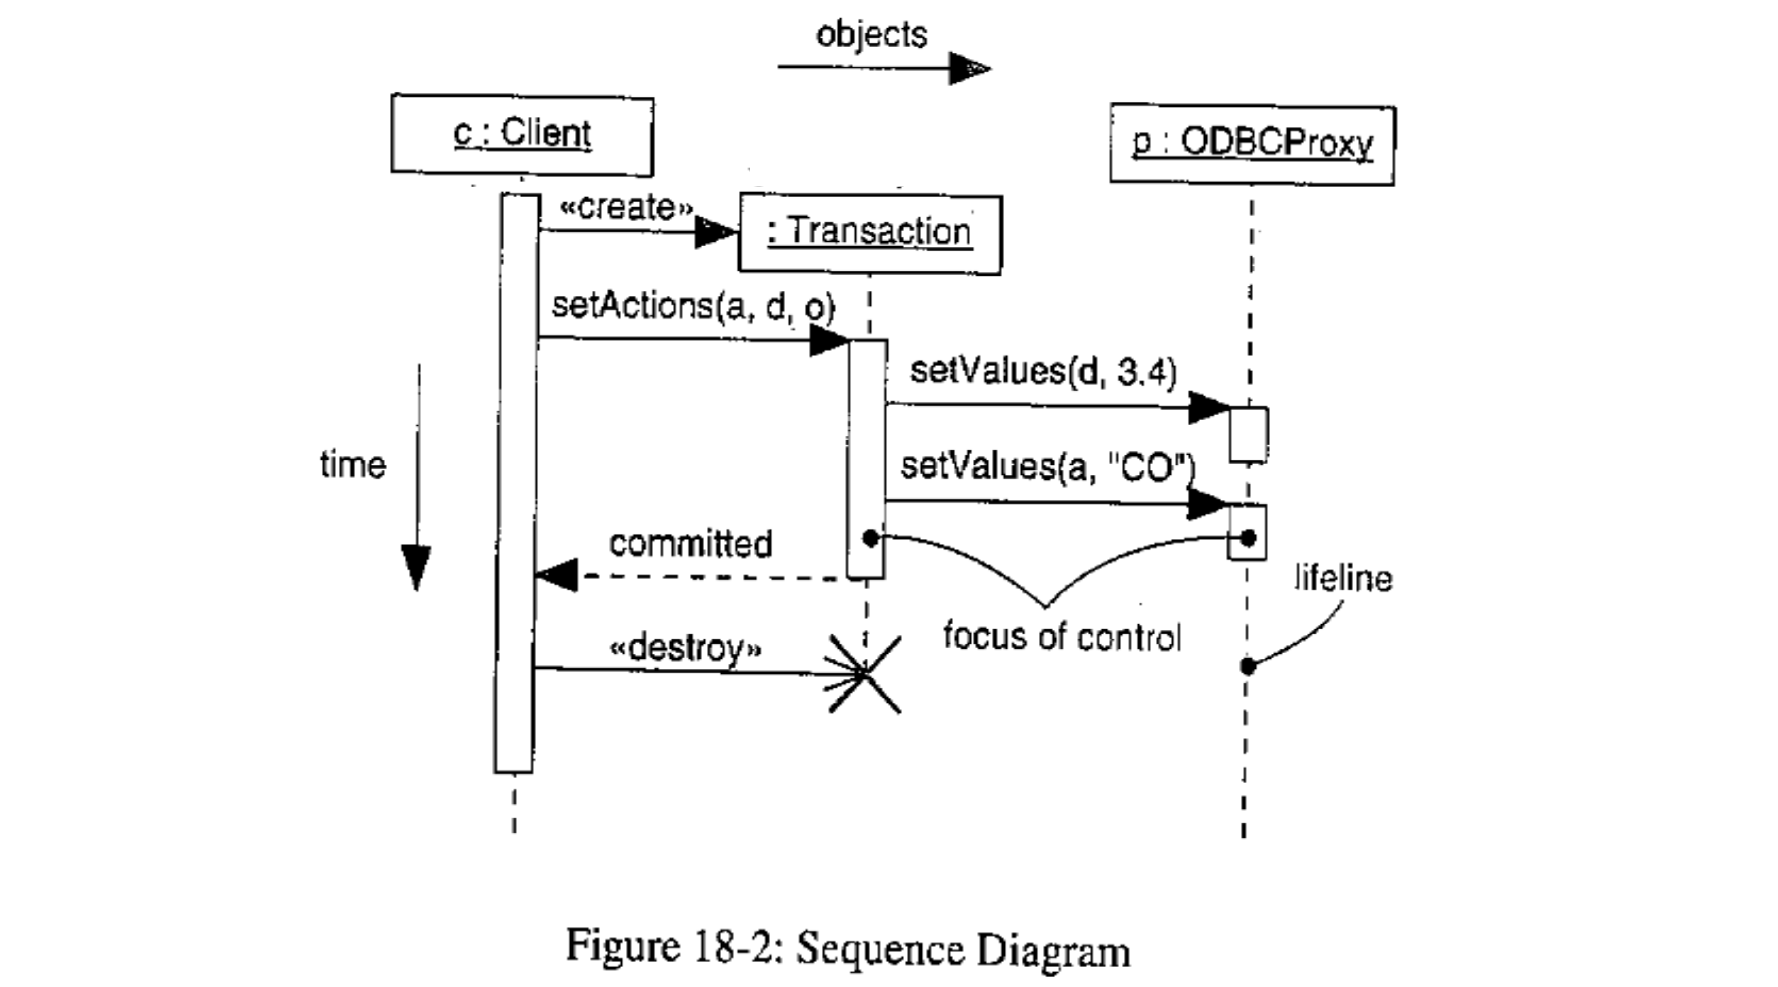 objects
c : Client
p : ODBCProxy
«create»
: Transaction
setActions(a, d, o)
setValues(d, 3.4)
time
setValues(a, "CO")
committed
lifeline
focus of control
«destroy»
Figure 18-2: Sequence Diagram